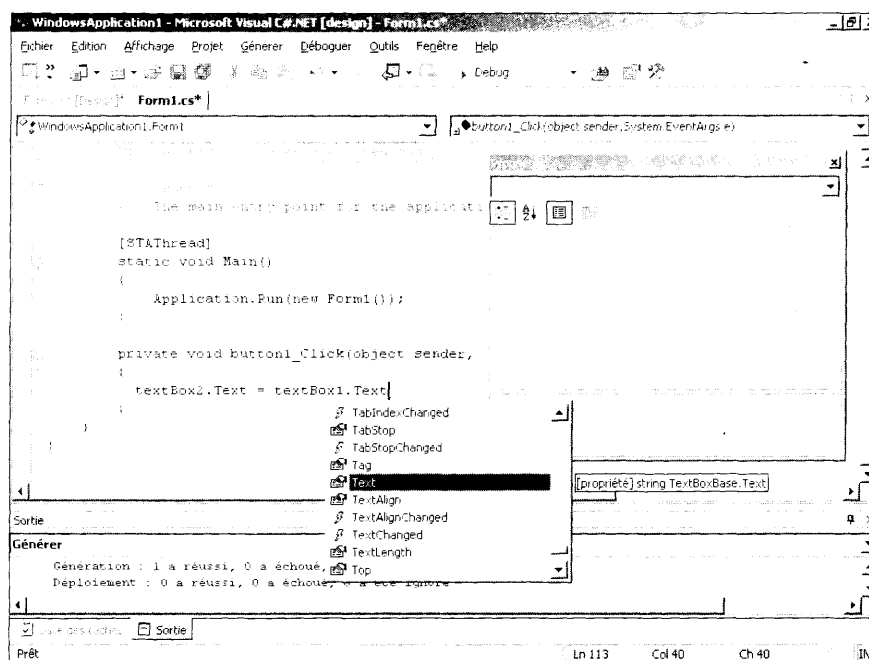 WindowsApplication1 - Microsoft Visual C#.NET [design] - Form1.cs*
Fichier Edition Affichage Projet Générer Déboguer Outils Fenêtre Help
Debug
Form1.cs*
WindowsApplication1.Form1
button1_Click(object sender,System.EventArgs e)
The main entry point for the applicati
[STAThread]
static void Main()
{
Application.Run(new Form1());
}
private void button1_Click(object sender,
{
textBox2.Text = textBox1.Text
}
}
}
TabIndexChanged
TabStop
TabStopChanged
Tag
Text
[propriété] string TextBoxBase.Text
TextAlign
TextAlignChanged
TextChanged
TextLength
Top
Sortie
Générer
Génération : 1 a réussi, 0 a échoué,
Déploiement : 0 a réussi, 0 a échoué, 0 a été ignoré
Sortie
Prêt
Ln 113 Col 40 Ch 40 IN